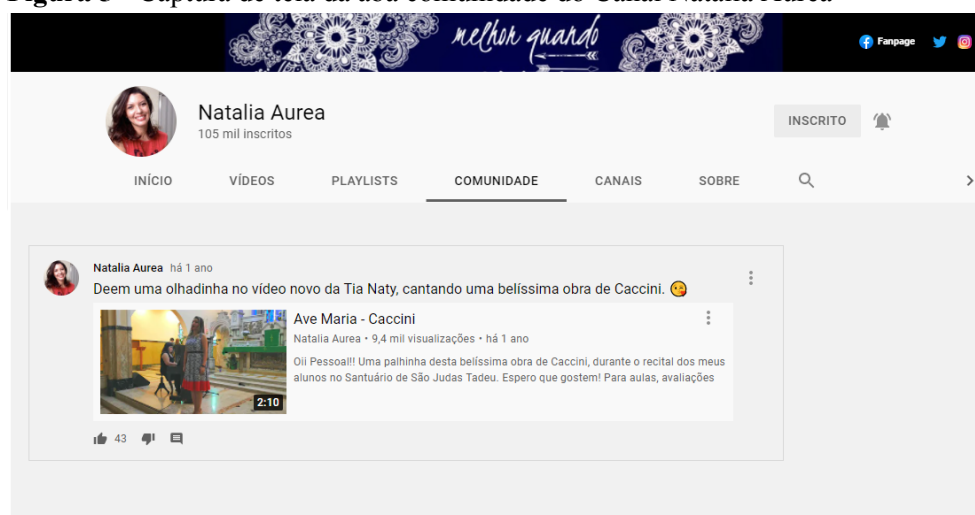 Figura 3 - Captura de tela da aba comunidade do Canal Natalia Aurea
melhor quando
Fanpage
Natalia Aurea
105 mil inscritos
INSCRITO
INÍCIO VÍDEOS PLAYLISTS COMUNIDADE CANAIS SOBRE
Natalia Aurea há 1 ano
Deem uma olhadinha no vídeo novo da Tia Naty, cantando uma belíssima obra de Caccini. 😘
Ave Maria - Caccini
Natalia Aurea • 9,4 mil visualizações • há 1 ano
Oii Pessoal!! Uma palhinha desta belíssima obra de Caccini, durante o recital dos meus
alunos no Santuário de São Judas Tadeu. Espero que gostem! Para aulas, avaliações
2:10
43